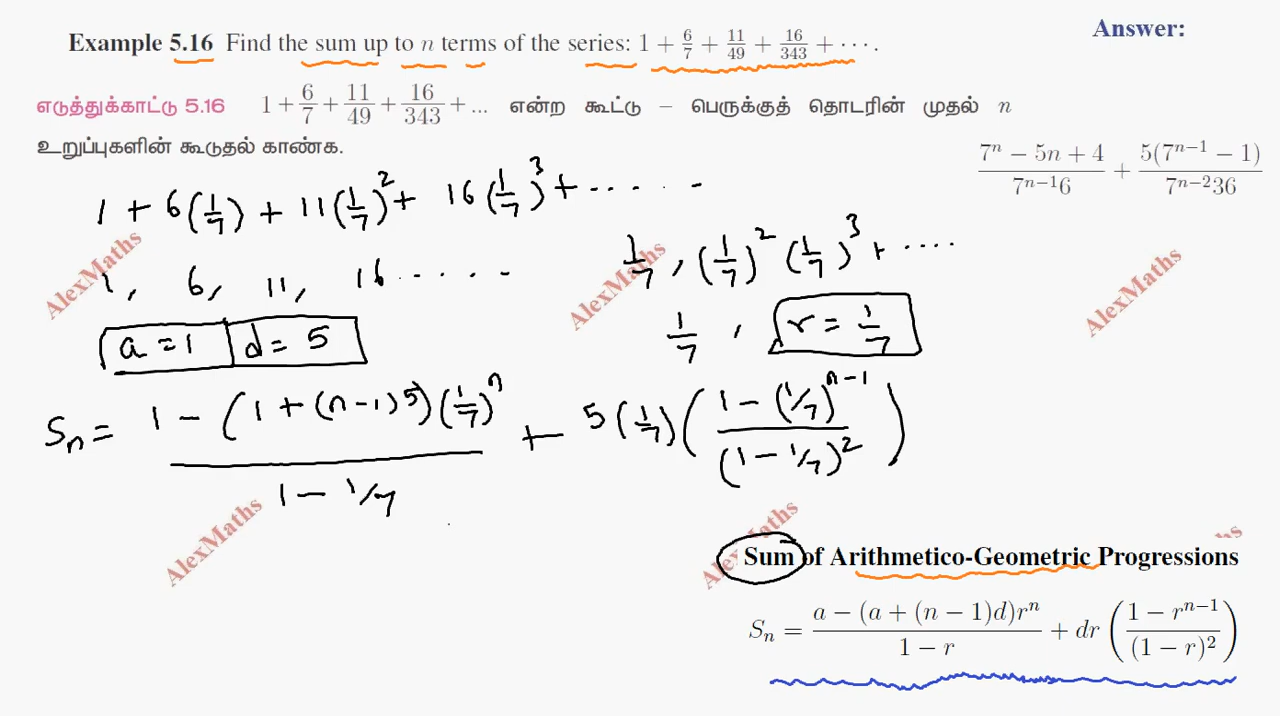 Example 5.16 Find the sum up to n terms of the series: 1 + 6/7 + 11/49 + 16/343 + ⋯.
Answer:
எடுத்துக்காட்டு 5.16 1 + 6/7 + 11/49 + 16/343 + ... என்ற கூட்டு – பெருக்குத் தொடரின் முதல் n
உறுப்புகளின் கூடுதல் காண்க.
(7^n − 5n + 4)/(7^(n−1)6) + 5(7^(n−1) − 1)/(7^(n−2)36)
1 + 6(1/7) + 11(1/7)^2 + 16(1/7)^3 + ......
AlexMaths
1, 6, 11, 16 ......
1/7, (1/7)^2 (1/7)^3 + ....
AlexMaths
AlexMaths
a = 1 d = 5
1/7, r = 1/7
Sn = (1 − (1 + (n−1)5)(1/7)^n)/(1 − 1/7) + 5(1/7)((1 − (1/7)^(n−1))/(1 − 1/7)^2)
AlexMaths
AlexMaths
Sum of Arithmetico-Geometric Progressions
Sn = (a − (a + (n − 1)d)r^n)/(1 − r) + dr((1 − r^(n−1))/(1 − r)^2)